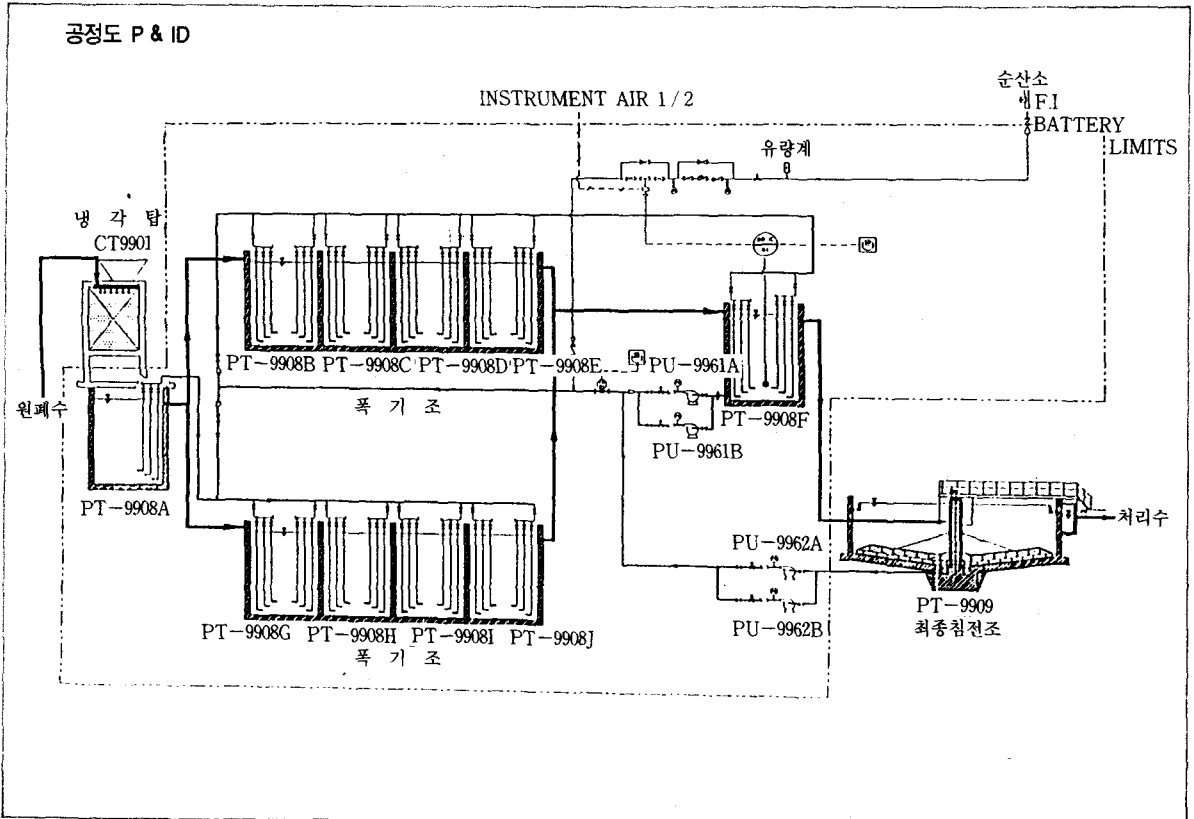 공정도 P & ID
순산소
F.I
INSTRUMENT AIR 1/2
BATTERY
LIMITS
유량계
냉 각 탑
CT9901
PT-9908B PT-9908C PT-9908D PT-9908E
PU-9961A
원폐수
폭 기 조
PT-9908F
PU-9961B
PT-9908A
처리수
PU-9962A
PT-9909
최종침전조
PU-9962B
PT-9908G PT-9908H PT-9908I PT-9908J
폭 기 조